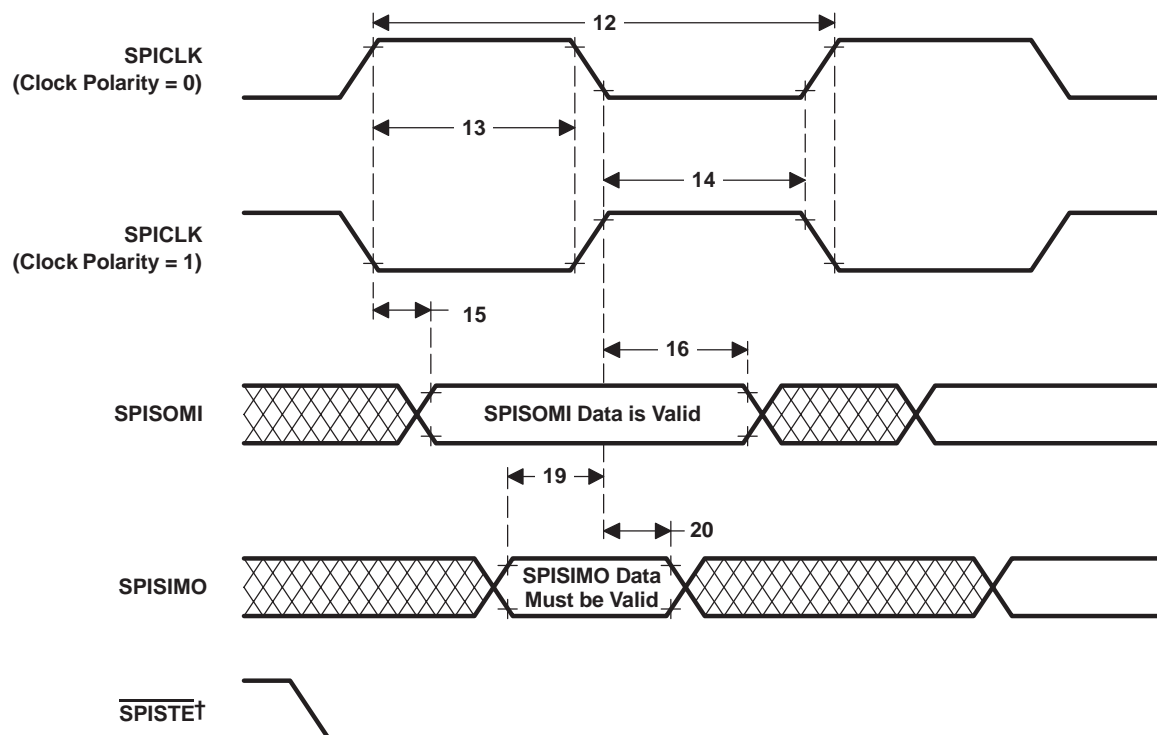 12
SPICLK
(Clock Polarity = 0)
13
14
SPICLK
(Clock Polarity = 1)
15
16
SPISOMI
SPISOMI Data is Valid
19
20
SPISIMO
SPISIMO Data
Must be Valid
SPISTE†